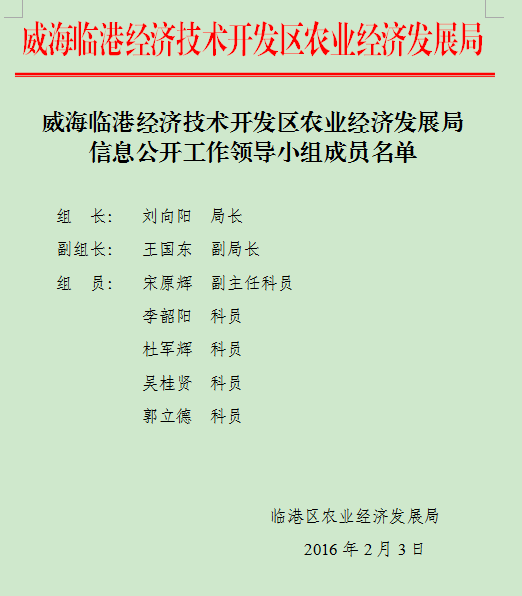 威海临港经济技术开发区农业经济发展局
威海临港经济技术开发区农业经济发展局
信息公开工作领导小组成员名单
组 长： 刘向阳 局长
副组长： 王国东 副局长
组 员： 宋原辉 副主任科员
李韶阳 科员
杜军辉 科员
吴桂贤 科员
郭立德 科员
临港区农业经济发展局
2016 年 2 月 3 日